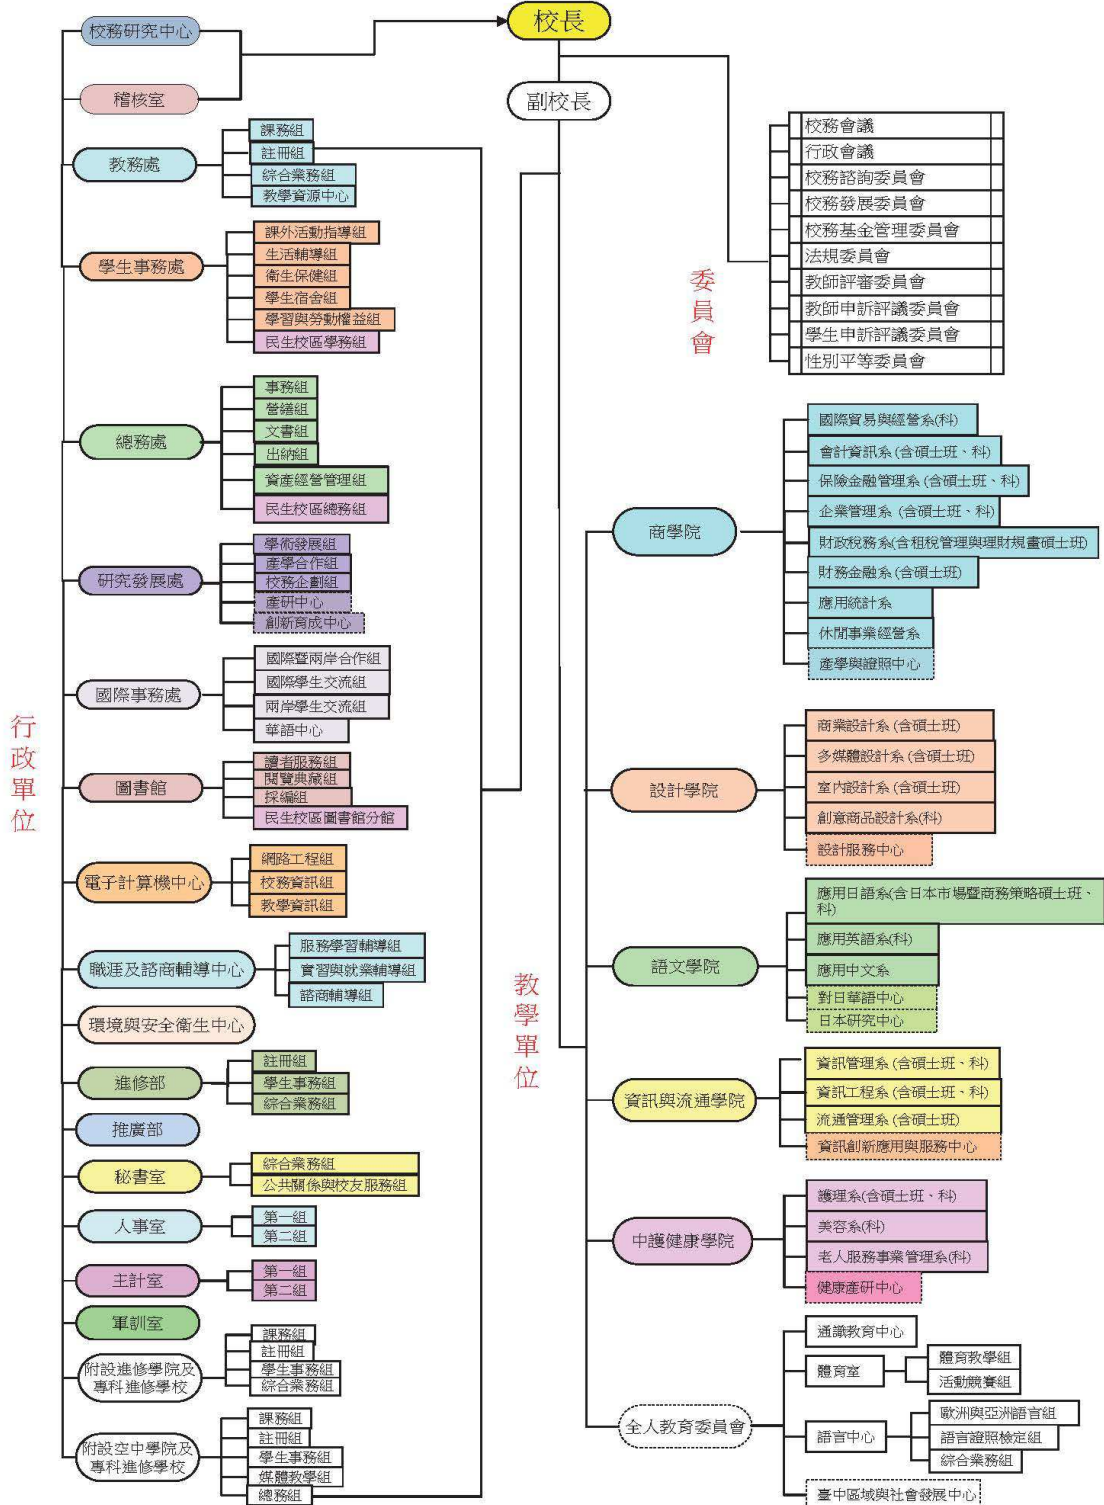 校長
副校長
校務研究中心
稽核室
教務處
課務組
註冊組
綜合業務組
教學資源中心
學生事務處
課外活動指導組
生活輔導組
衛生保健組
學生宿舍組
學習與勞動權益組
民生校區學務組
總務處
事務組
營繕組
文書組
出納組
資產經營管理組
民生校區總務組
研究發展處
學術發展組
產學合作組
校務企劃組
產研中心
創新育成中心
國際事務處
國際暨兩岸合作組
國際學生交流組
兩岸學生交流組
華語中心
行政單位
圖書館
讀者服務組
閱覽典藏組
採編組
民生校區圖書館分館
電子計算機中心
網路工程組
校務資訊組
教學資訊組
職涯及諮商輔導中心
服務學習輔導組
實習與就業輔導組
諮商輔導組
環境與安全衛生中心
進修部
註冊組
學生事務組
綜合業務組
推廣部
秘書室
綜合業務組
公共關係與校友服務組
人事室
第一組
第二組
主計室
第一組
第二組
軍訓室
附設進修學院及
專科進修學校
課務組
註冊組
學生事務組
綜合業務組
附設空中學院及
專科進修學校
課務組
註冊組
學生事務組
媒體教學組
總務組
委員會
校務會議
行政會議
校務諮詢委員會
校務發展委員會
校務基金管理委員會
法規委員會
教師評審委員會
教師申訴評議委員會
學生申訴評議委員會
性別平等委員會
教學單位
商學院
國際貿易與經營系(科)
會計資訊系(含碩士班、科)
保險金融管理系(含碩士班、科)
企業管理系 (含碩士班、科)
財政稅務系(含租稅管理與理財規畫碩士班)
財務金融系(含碩士班)
應用統計系
休閒事業經營系
產學與證照中心
設計學院
商業設計系(含碩士班)
多媒體設計系(含碩士班)
室內設計系(含碩士班)
創意商品設計系(科)
設計服務中心
語文學院
應用日語系(含日本市場暨商務策略碩士班、
科)
應用英語系(科)
應用中文系
對日華語中心
日本研究中心
資訊與流通學院
資訊管理系(含碩士班、科)
資訊工程系(含碩士班、科)
流通管理系(含碩士班)
資訊創新應用與服務中心
中護健康學院
護理系(含碩士班、科)
美容系(科)
老人服務事業管理系(科)
健康產研中心
全人教育委員會
通識教育中心
體育室
體育教學組
活動競賽組
語言中心
歐洲與亞洲語言組
語言證照檢定組
綜合業務組
臺中區域與社會發展中心